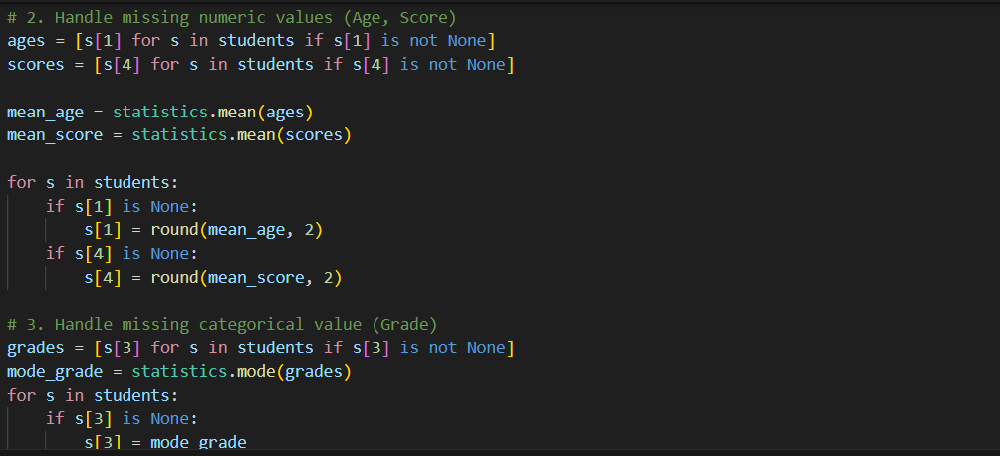 # 2. Handle missing numeric values (Age, Score)
ages = [s[1] for s in students if s[1] is not None]
scores = [s[4] for s in students if s[4] is not None]

mean_age = statistics.mean(ages)
mean_score = statistics.mean(scores)

for s in students:
    if s[1] is None:
        s[1] = round(mean_age, 2)
    if s[4] is None:
        s[4] = round(mean_score, 2)

# 3. Handle missing categorical value (Grade)
grades = [s[3] for s in students if s[3] is not None]
mode_grade = statistics.mode(grades)
for s in students:
    if s[3] is None:
        s[3] = mode_grade